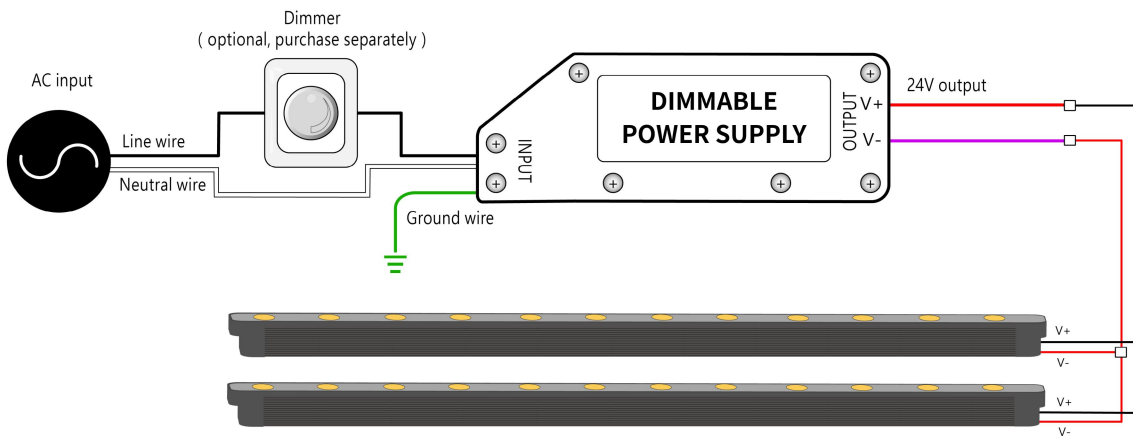 Dimmer
( optional, purchase separately )
AC input
Line wire
Neutral wire
Ground wire
INPUT
DIMMABLE
POWER SUPPLY
OUTPUT
V+
V-
24V output
V+
V-
V+
V-